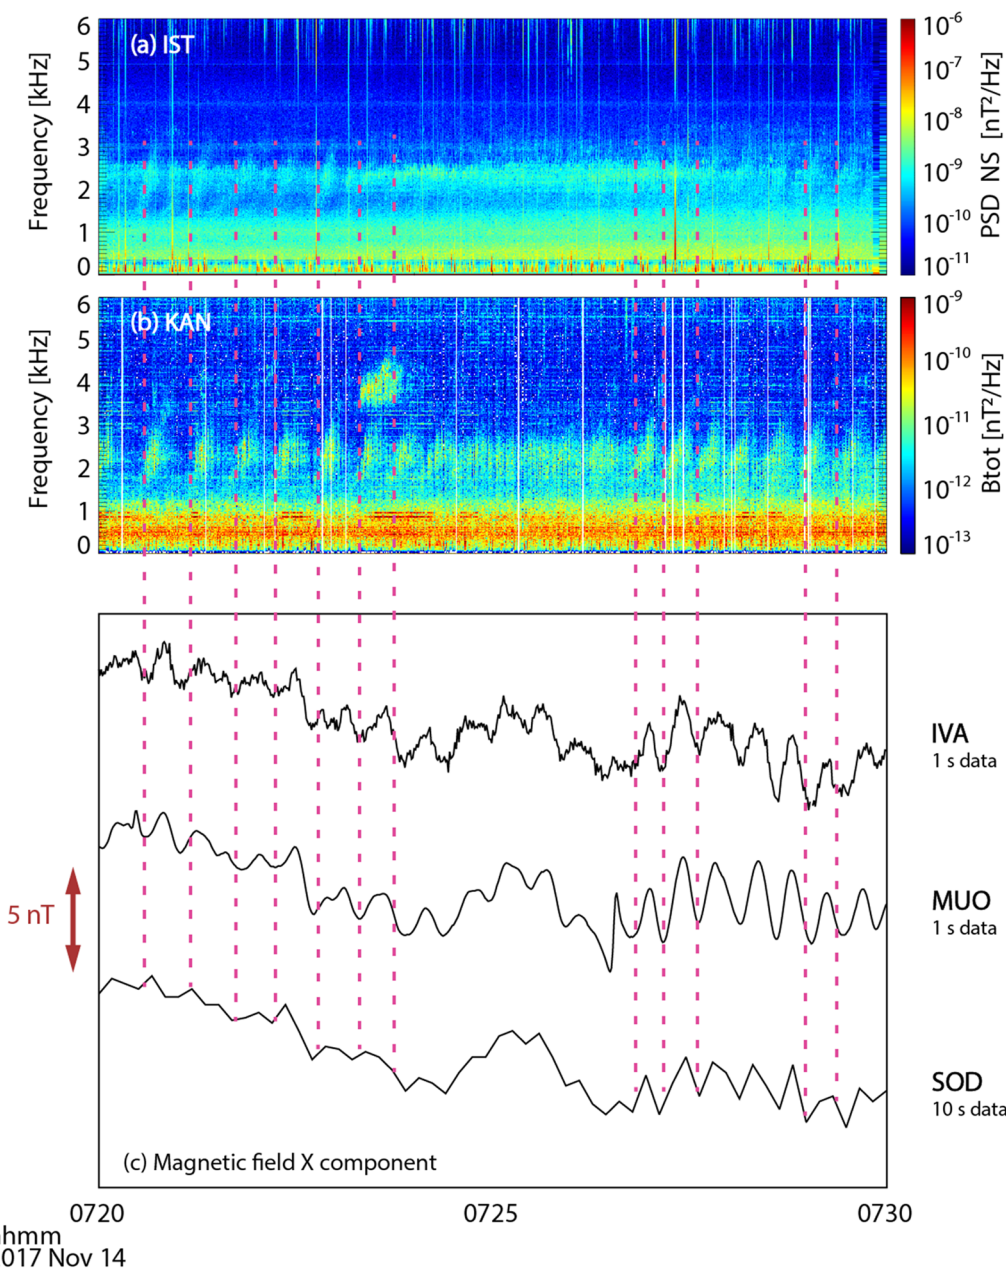 (a) IST
6
5
4
3
2
1
0
Frequency [kHz]
10⁻⁶
10⁻⁷
10⁻⁸
10⁻⁹
10⁻¹⁰
10⁻¹¹
PSD NS [nT²/Hz]
(b) KAN
6
5
4
3
2
1
0
Frequency [kHz]
10⁻⁹
10⁻¹⁰
10⁻¹¹
10⁻¹²
10⁻¹³
Btot [nT²/Hz]
IVA
1 s data
5 nT
MUO
1 s data
SOD
10 s data
(c) Magnetic field X component
0720
0725
0730
hmm
017 Nov 14